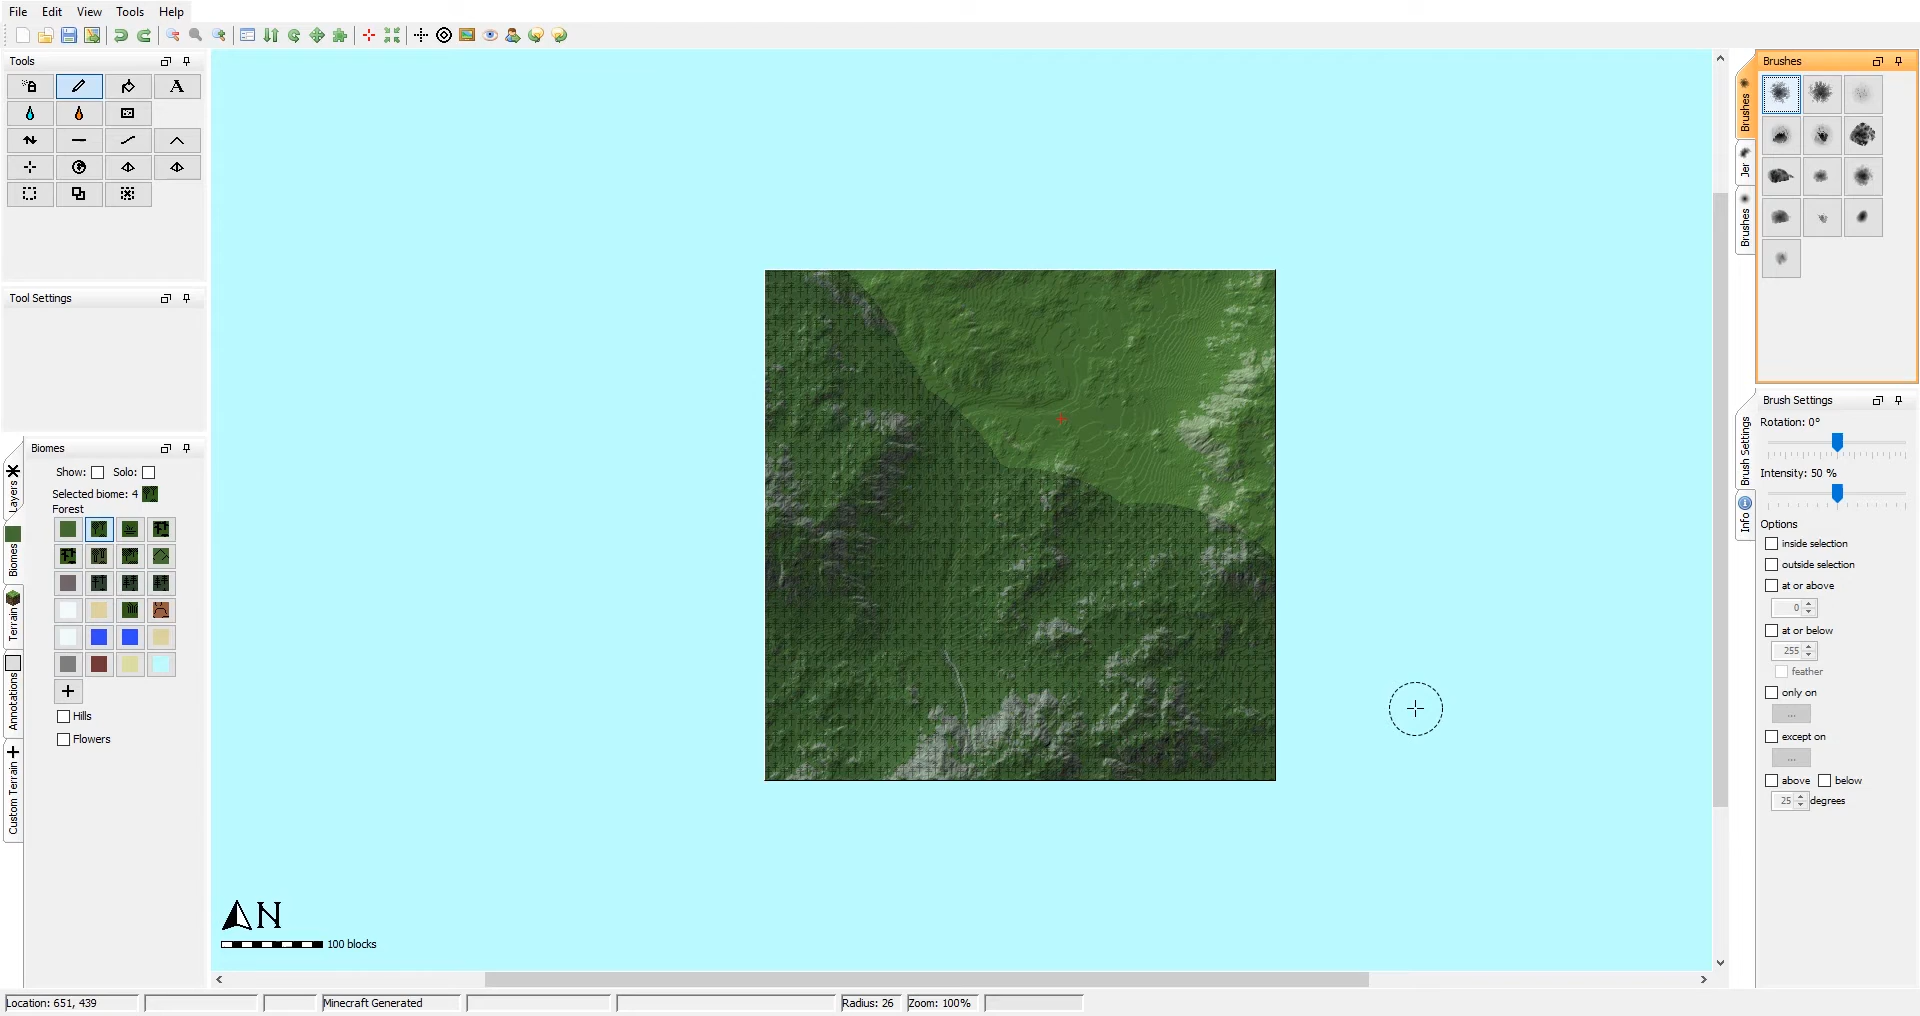 File Edit View Tools Help
Tools
A
Tool Settings
Biomes
Show: Solo:
Selected biome: 4
Forest
Hills
Flowers
Layers
Biomes
Terrain
Annotations
Custom Terrain
N
100 blocks
Brushes
Jer
Brushes
Brushes
Brush Settings
Info
Brush Settings
Rotation: 0°
Intensity: 50 %
Options
inside selection
outside selection
at or above
0
at or below
255
feather
only on
...
except on
...
above below
25 degrees
Location: 651, 439 Minecraft Generated Radius: 26 Zoom: 100%